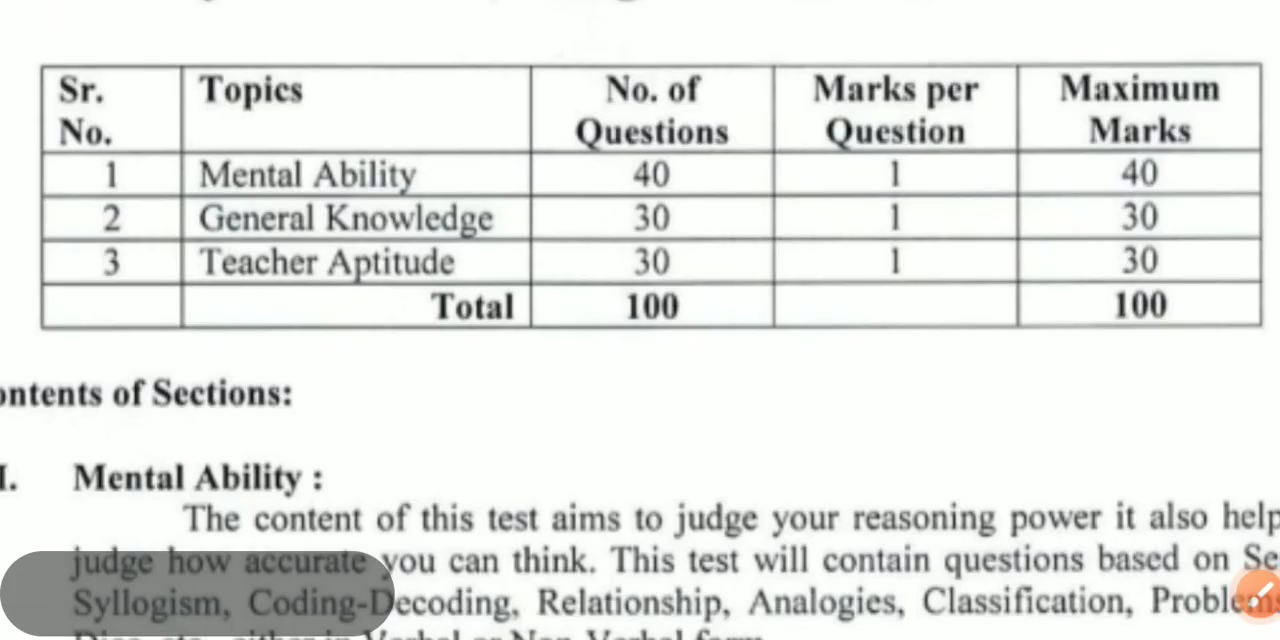 Sr. No. Topics No. of Questions Marks per Question Maximum Marks
1 Mental Ability 40 1 40
2 General Knowledge 30 1 30
3 Teacher Aptitude 30 1 30
Total 100 100
ontents of Sections:
I. Mental Ability :
The content of this test aims to judge your reasoning power it also help
judge how accurate you can think. This test will contain questions based on Se
Syllogism, Coding-Decoding, Relationship, Analogies, Classification, Problems